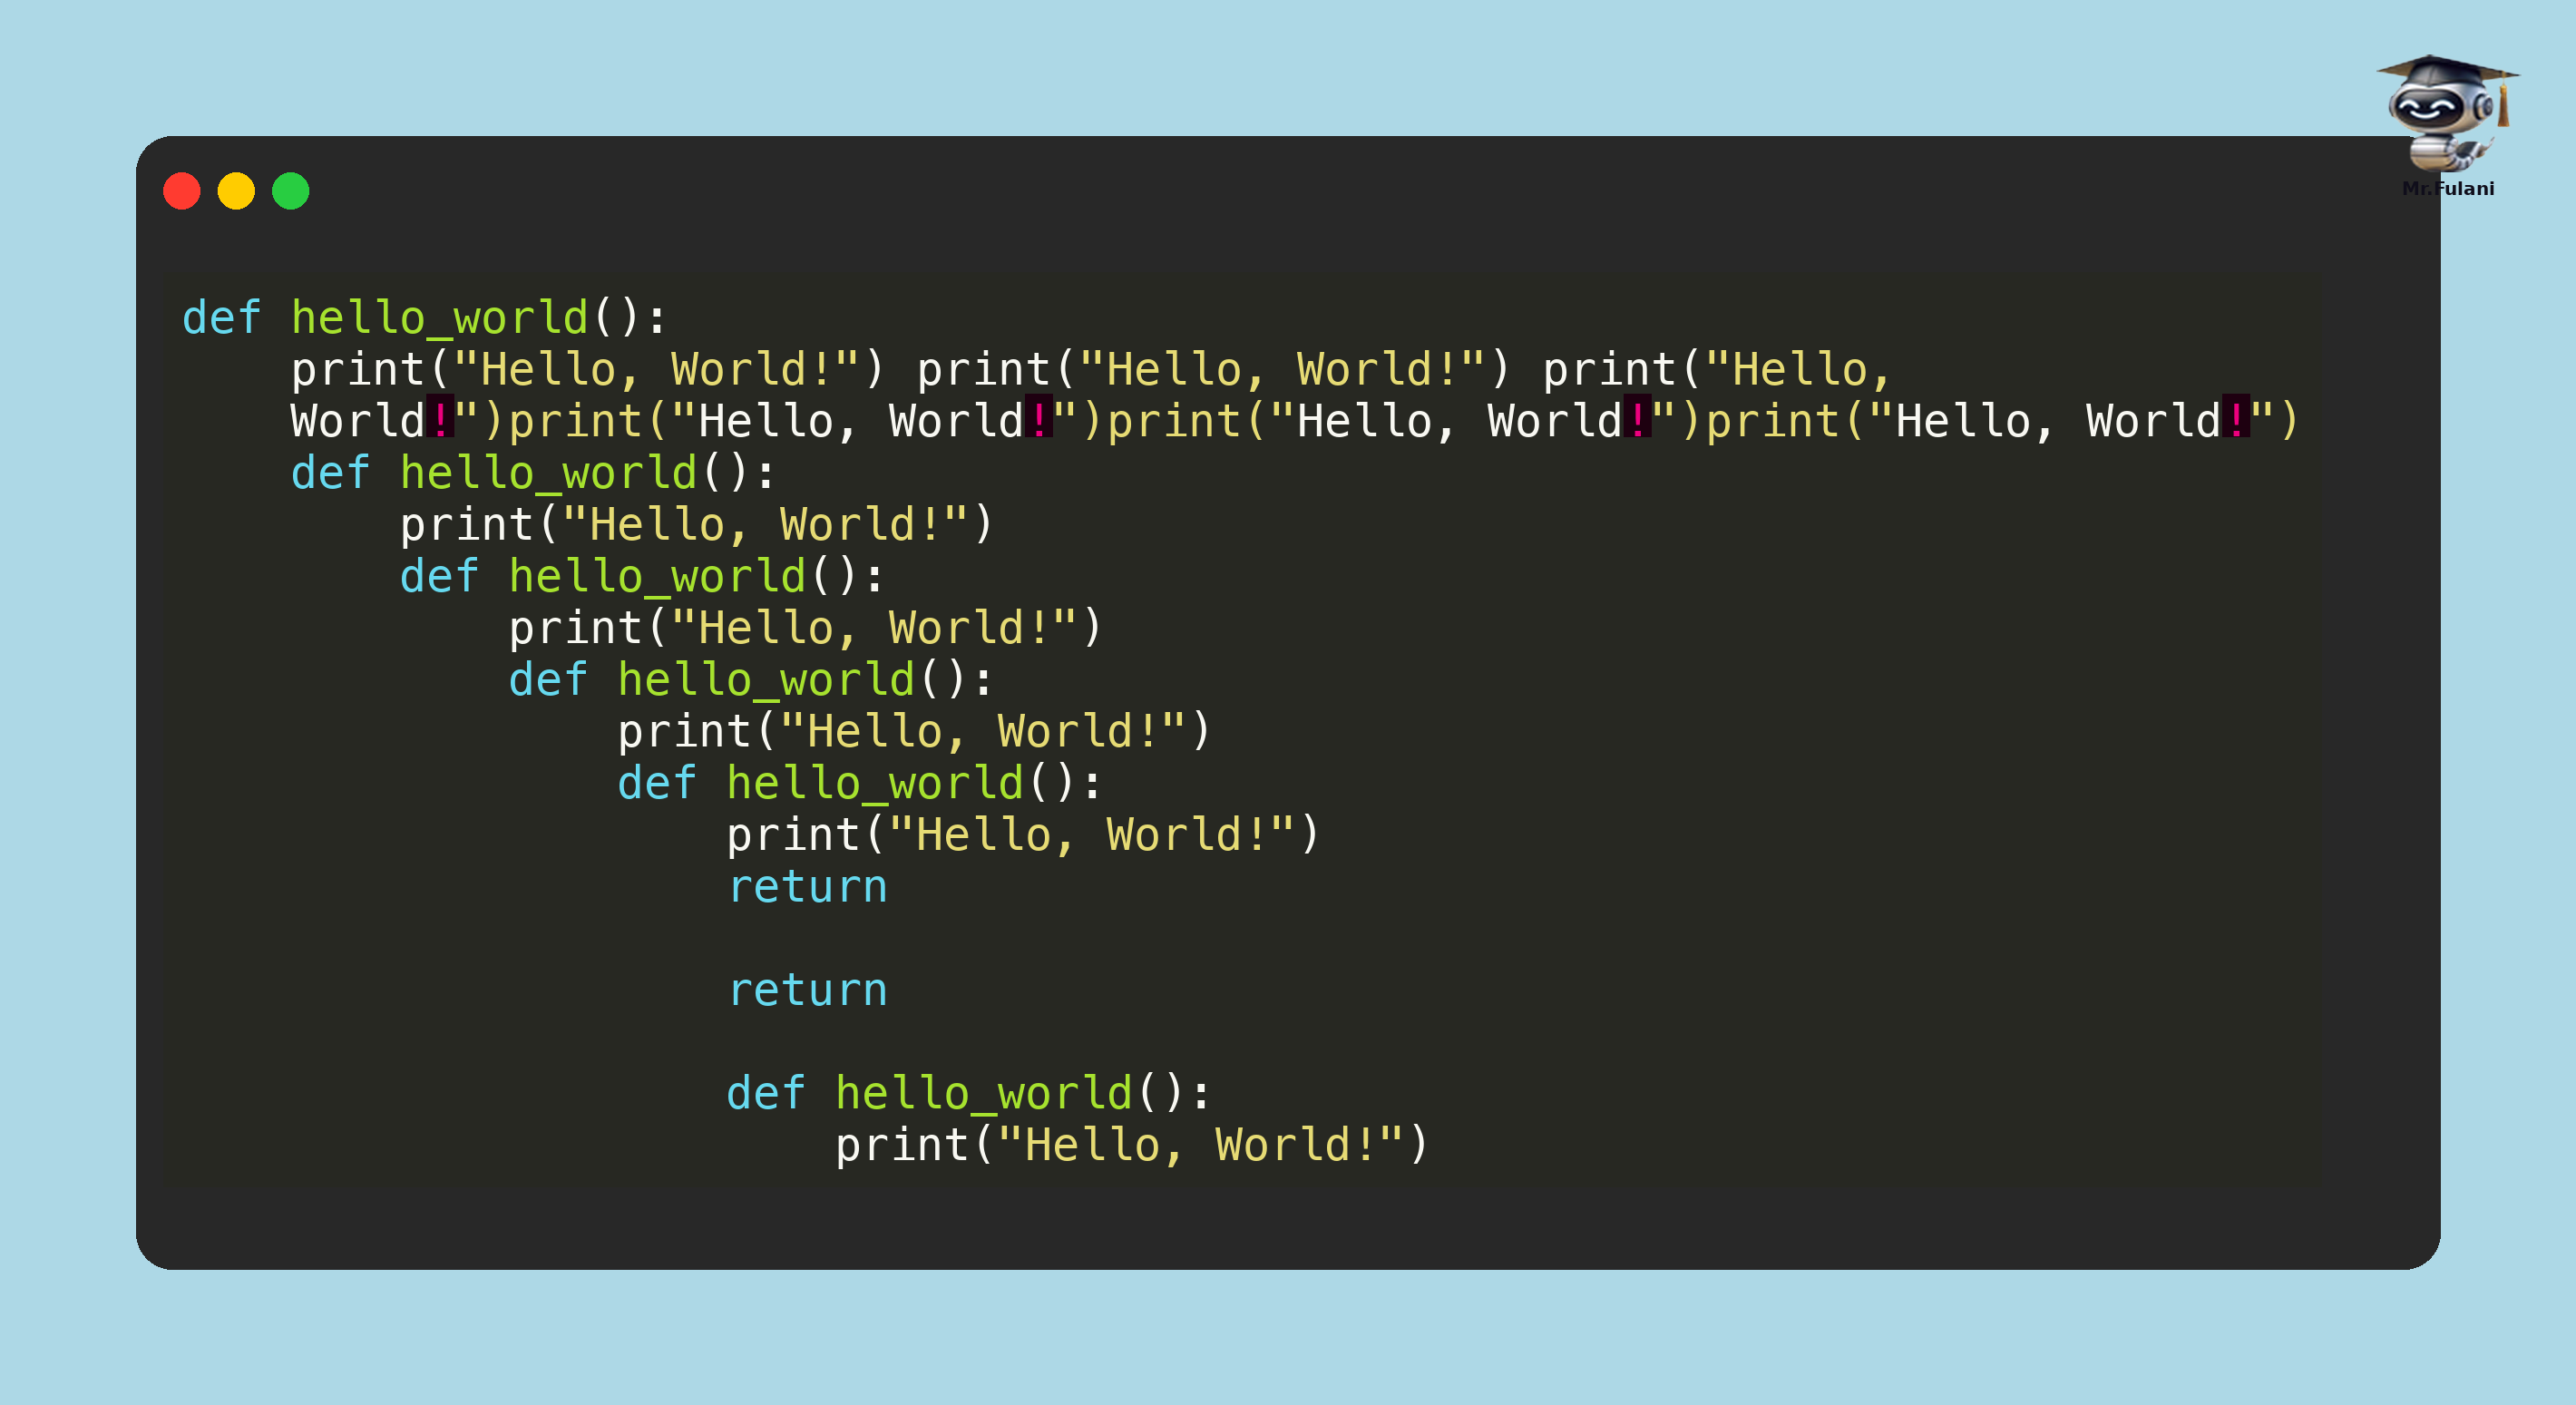 Mr.Fulani
def hello_world():
    print("Hello, World!") print("Hello, World!") print("Hello,
    World!")print("Hello, World!")print("Hello, World!")print("Hello, World!")
    def hello_world():
        print("Hello, World!")
        def hello_world():
            print("Hello, World!")
            def hello_world():
                print("Hello, World!")
                def hello_world():
                    print("Hello, World!")
                    return
                    return
                    def hello_world():
                        print("Hello, World!")